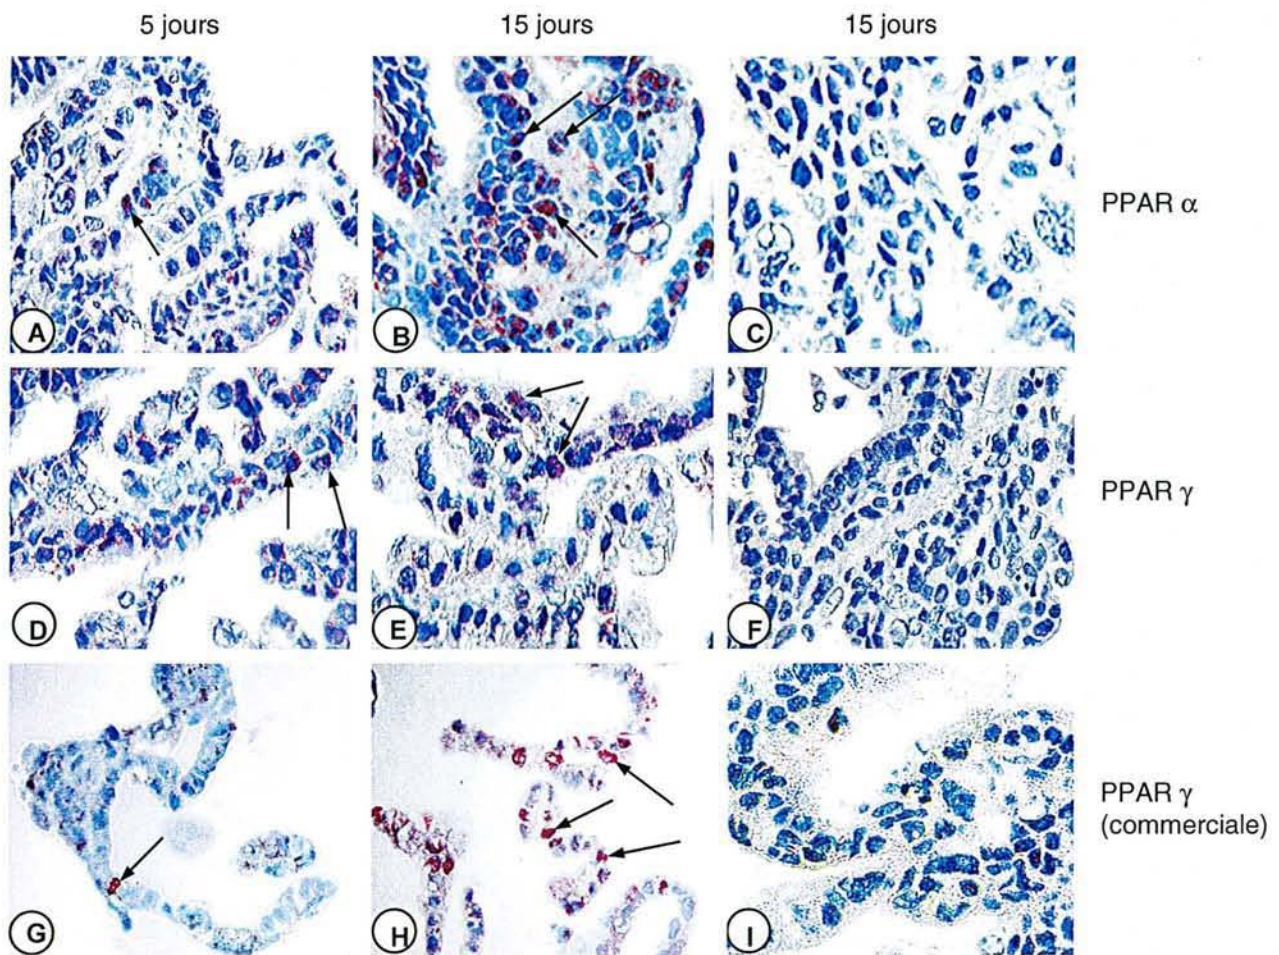 5 jours
15 jours
15 jours
A
B
C
PPAR α
D
E
F
PPAR γ
G
H
I
PPAR γ
(commerciale)